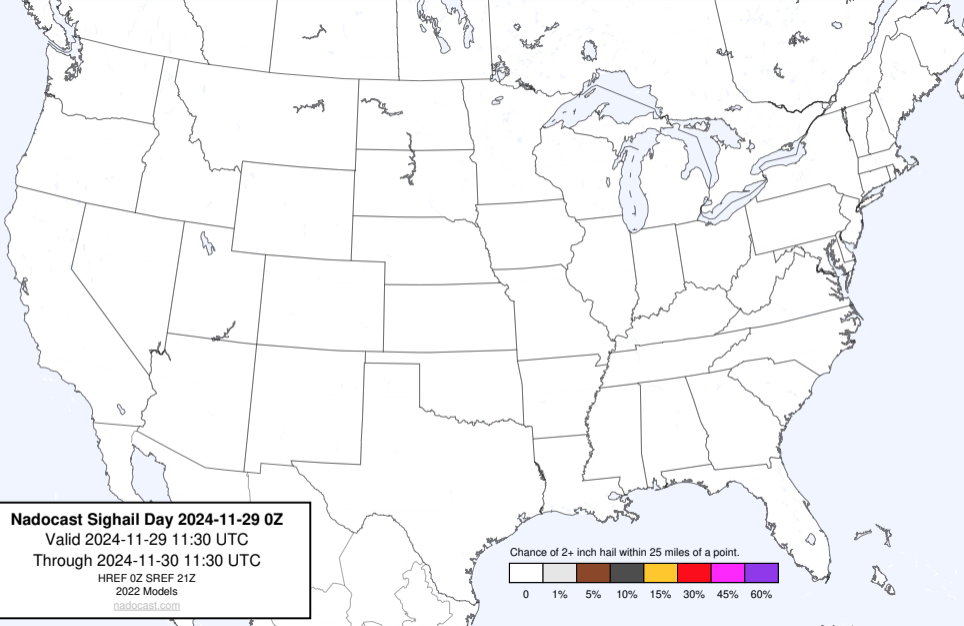 Nadocast Sighail Day 2024-11-29 0Z
Valid 2024-11-29 11:30 UTC
Through 2024-11-30 11:30 UTC
HREF 0Z SREF 21Z
2022 Models
nadocast.com
Chance of 2+ inch hail within 25 miles of a point.
0 1% 5% 10% 15% 30% 45% 60%